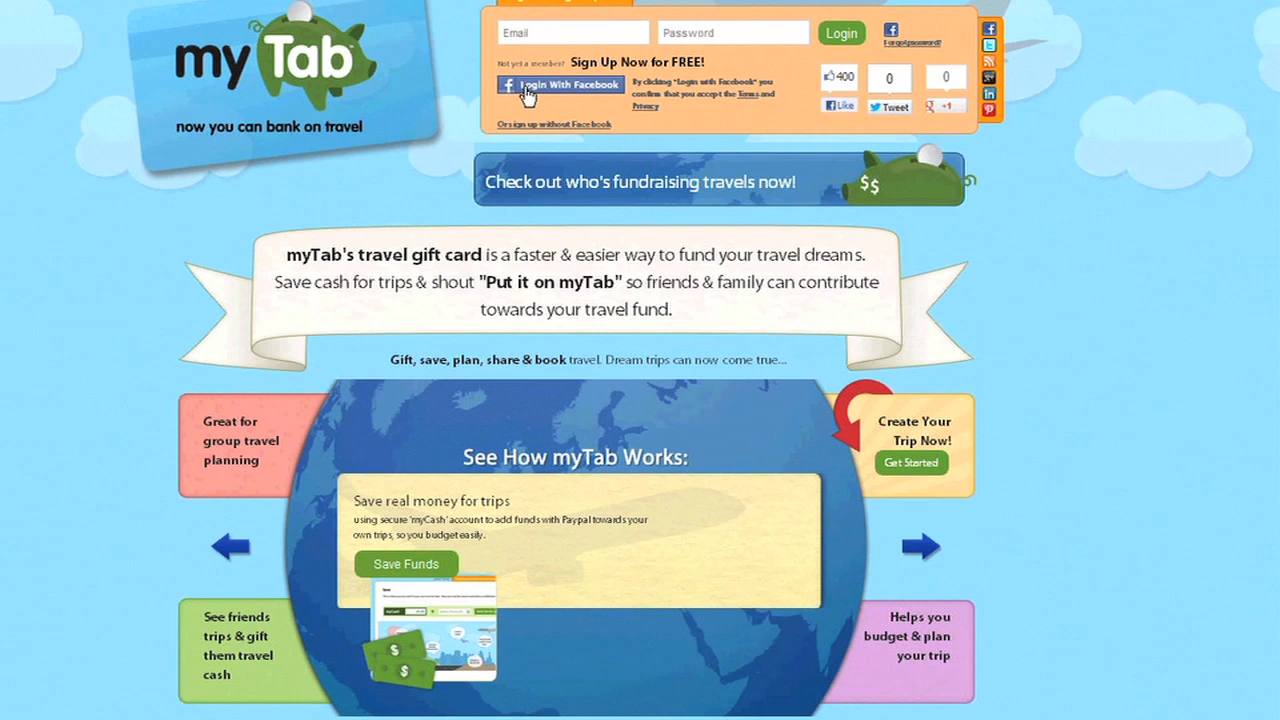 my Tab
now you can bank on travel
Email
Password
Login
Forgot password?
Not yet a member? Sign Up Now for FREE!
Login With Facebook
By clicking "Login with Facebook" you
confirm that you accept the Terms and
Privacy
Or sign up without Facebook
400
0
0
Like
Tweet
+1
Check out who's fundraising travels now!
$$
myTab's travel gift card is a faster & easier way to fund your travel dreams.
Save cash for trips & shout "Put it on myTab" so friends & family can contribute
towards your travel fund.
Gift, save, plan, share & book travel. Dream trips can now come true...
Great for
group travel
planning
Create Your
Trip Now!
Get Started
See How myTab Works:
Save real money for trips
using secure 'myCash' account to add funds with Paypal towards your
own trips, so you budget easily.
Save Funds
$
$
See friends
trips & gift
them travel
cash
Helps you
budget & plan
your trip